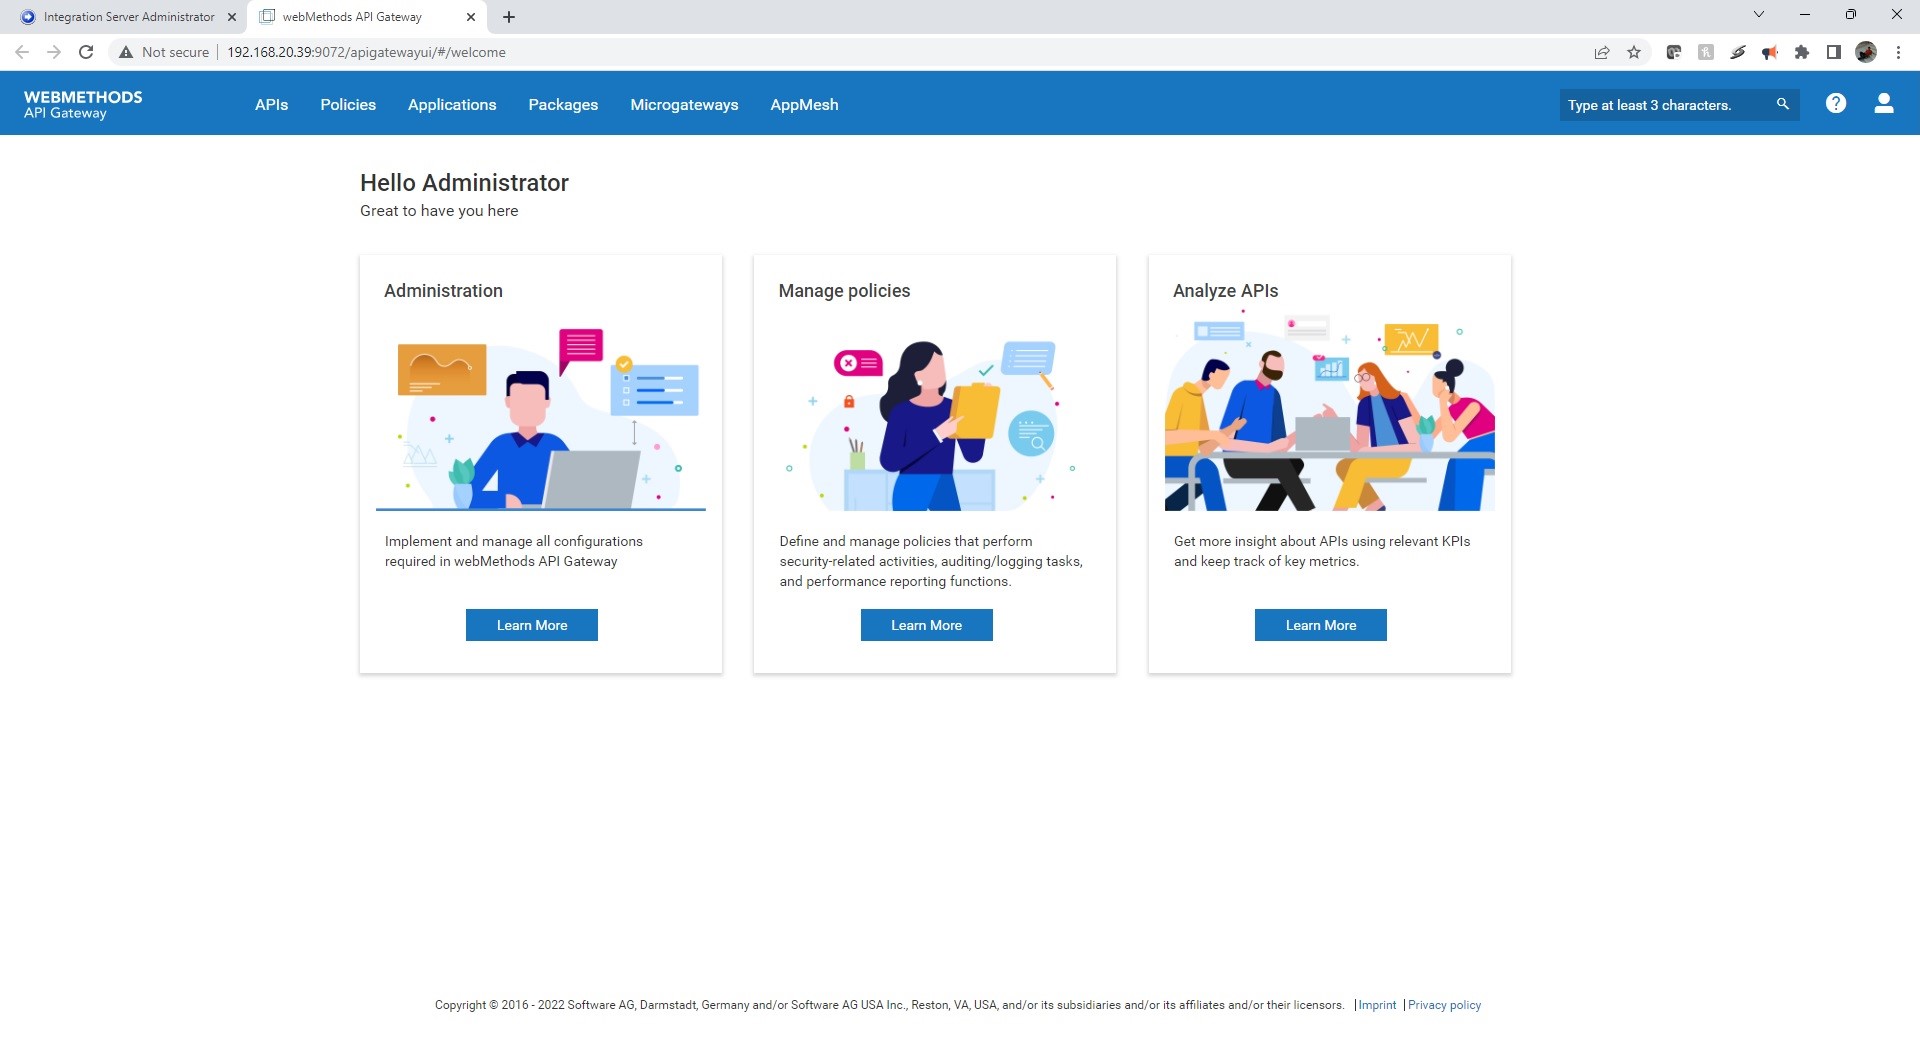 Integration Server Administrator
webMethods API Gateway
Not secure
192.168.20.39:9072/apigatewayui/#/welcome
WEBMETHODS
API Gateway
APIs
Policies
Applications
Packages
Microgateways
AppMesh
Type at least 3 characters.
Hello Administrator
Great to have you here
Administration
Implement and manage all configurations
required in webMethods API Gateway
Learn More
Manage policies
Define and manage policies that perform
security-related activities, auditing/logging tasks,
and performance reporting functions.
Learn More
Analyze APIs
Get more insight about APIs using relevant KPIs
and keep track of key metrics.
Learn More
Copyright © 2016 - 2022 Software AG, Darmstadt, Germany and/or Software AG USA Inc., Reston, VA, USA, and/or its subsidiaries and/or its affiliates and/or their licensors. |Imprint |Privacy policy